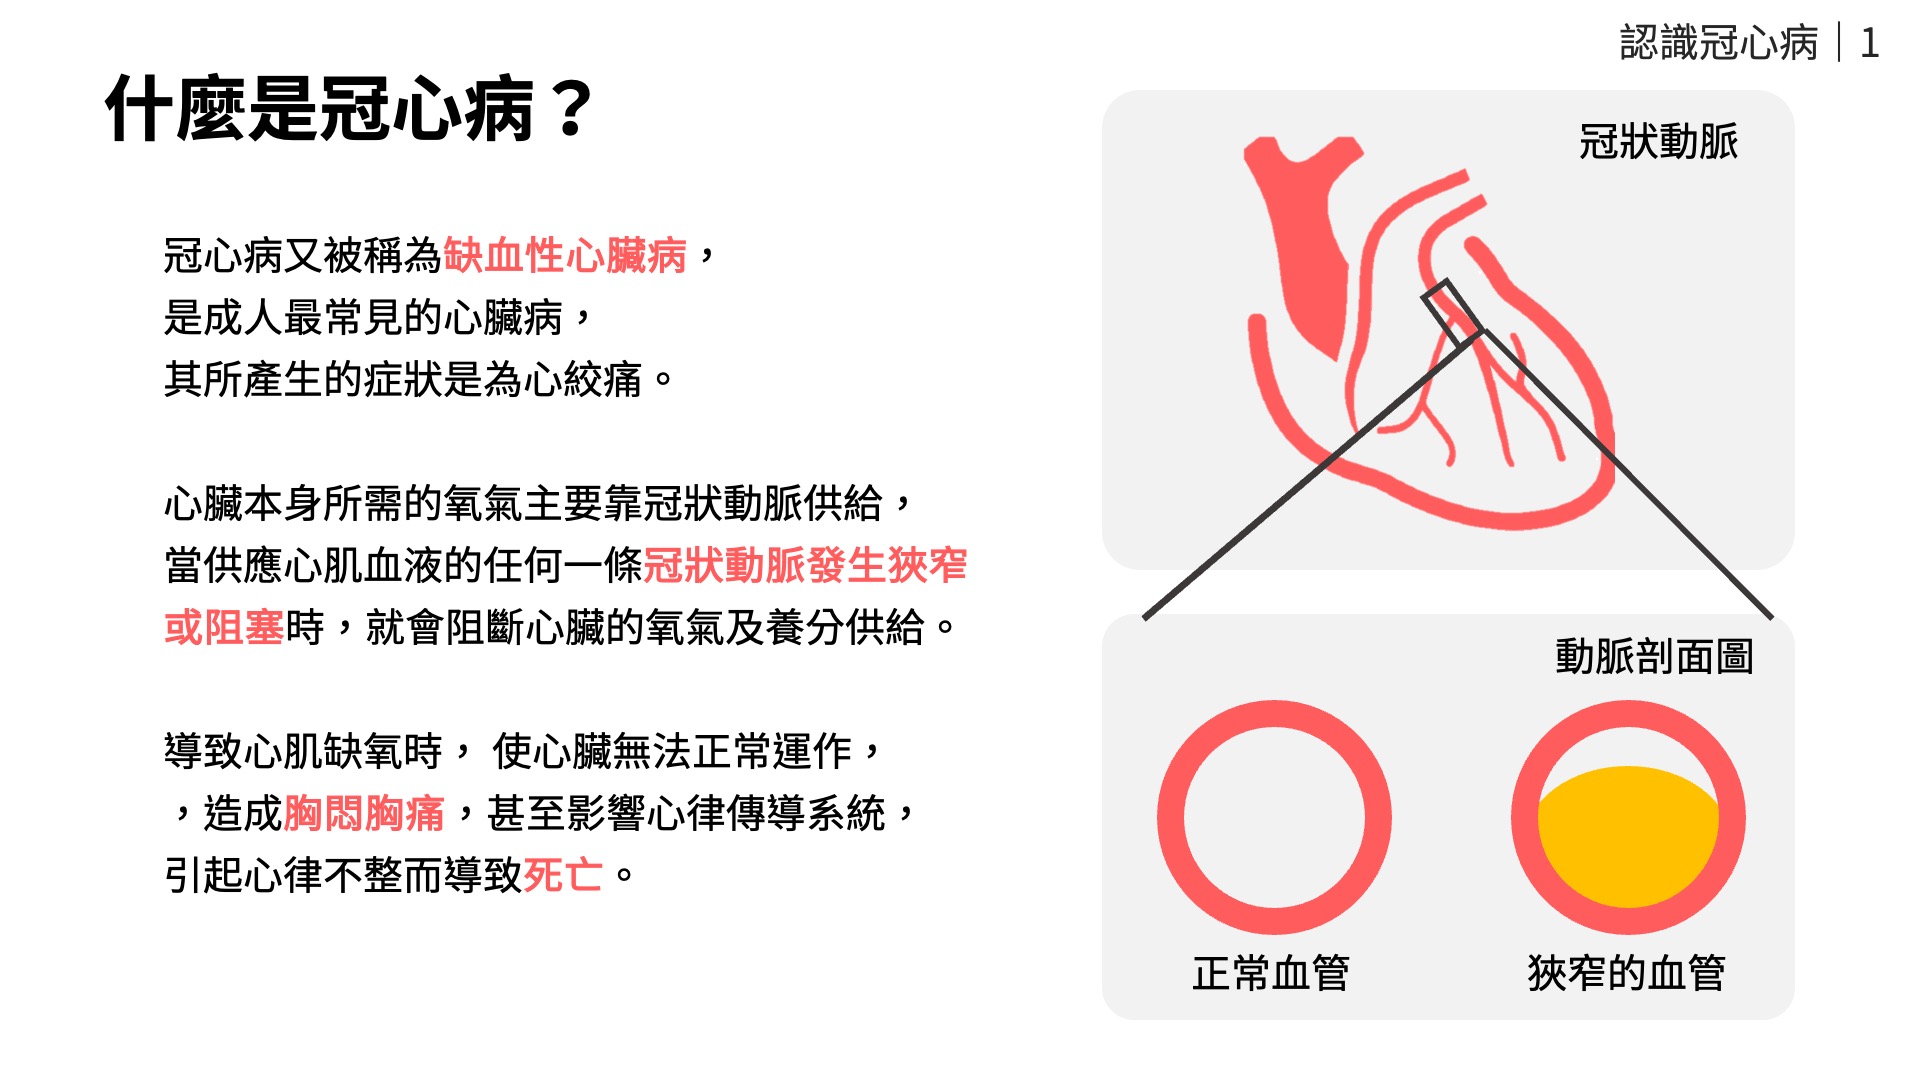 認識冠心病｜1
什麼是冠心病？
冠心病又被稱為缺血性心臟病，
是成人最常見的心臟病，
其所產生的症狀是為心絞痛。
心臟本身所需的氧氣主要靠冠狀動脈供給，
當供應心肌血液的任何一條冠狀動脈發生狹窄
或阻塞時，就會阻斷心臟的氧氣及養分供給。
導致心肌缺氧時， 使心臟無法正常運作，
，造成胸悶胸痛，甚至影響心律傳導系統，
引起心律不整而導致死亡。
冠狀動脈
動脈剖面圖
正常血管
狹窄的血管